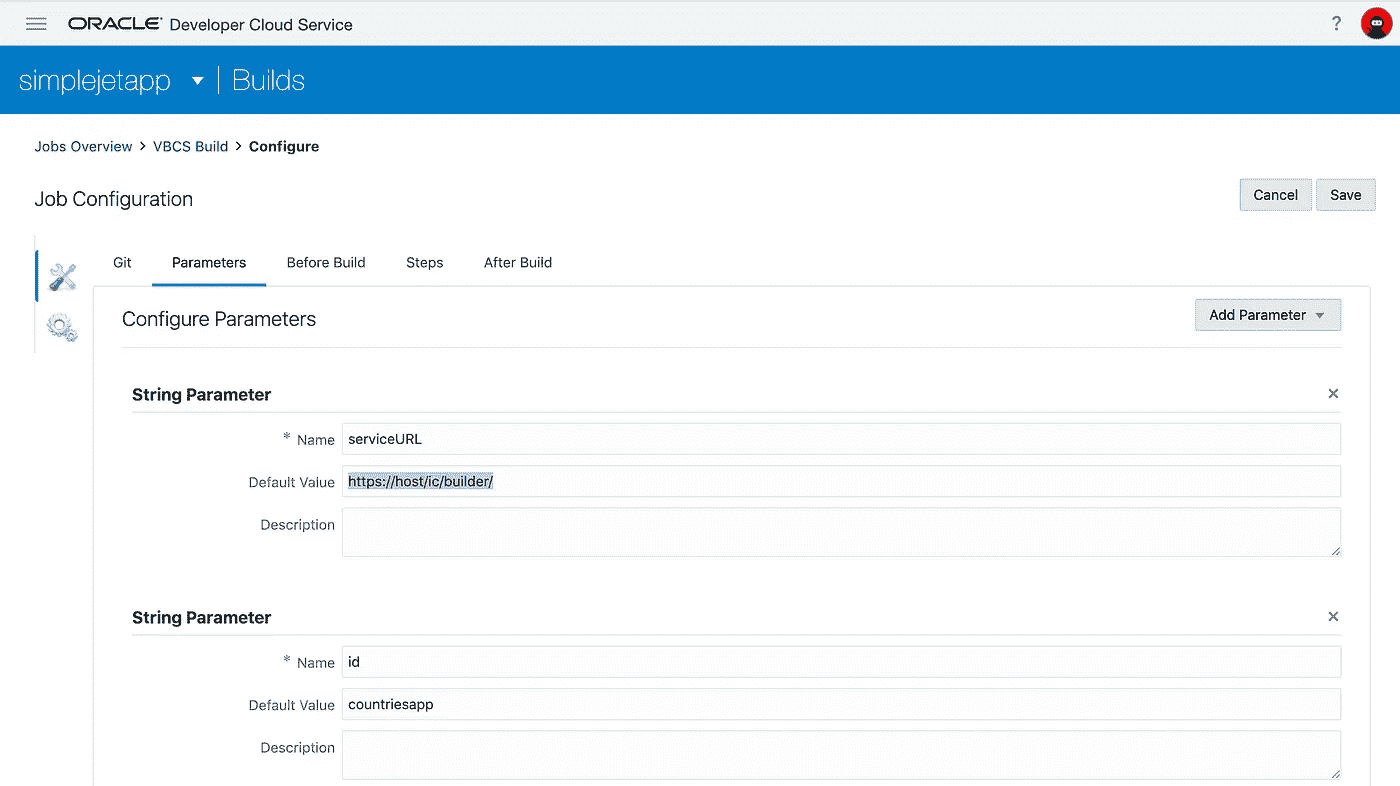 ORACLE Developer Cloud Service ?
simplejetapp Builds
Jobs Overview > VBCS Build > Configure
Job Configuration Cancel Save
Git Parameters Before Build Steps After Build
Configure Parameters Add Parameter
String Parameter
* Name serviceURL
Default Value https://host/ic/builder/
Description
String Parameter
* Name id
Default Value countriesapp
Description